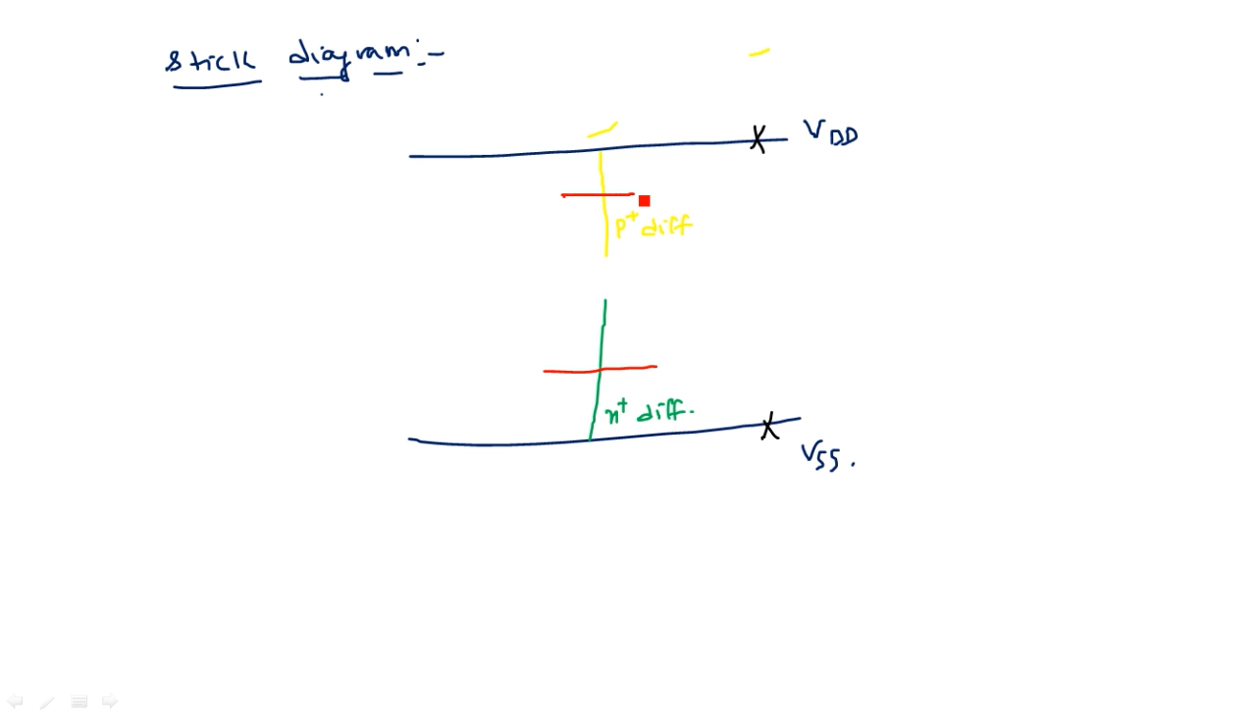 Stick diagram:-
VDD
p+ diff
n+ diff.
VSS.